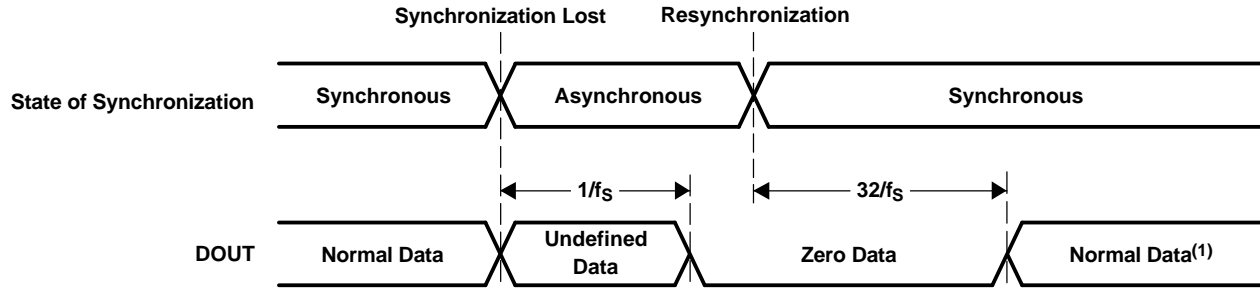 Synchronization Lost
Resynchronization
State of Synchronization
Synchronous
Asynchronous
Synchronous
1/fS
32/fS
DOUT
Normal Data
Undefined
Data
Zero Data
Normal Data(1)